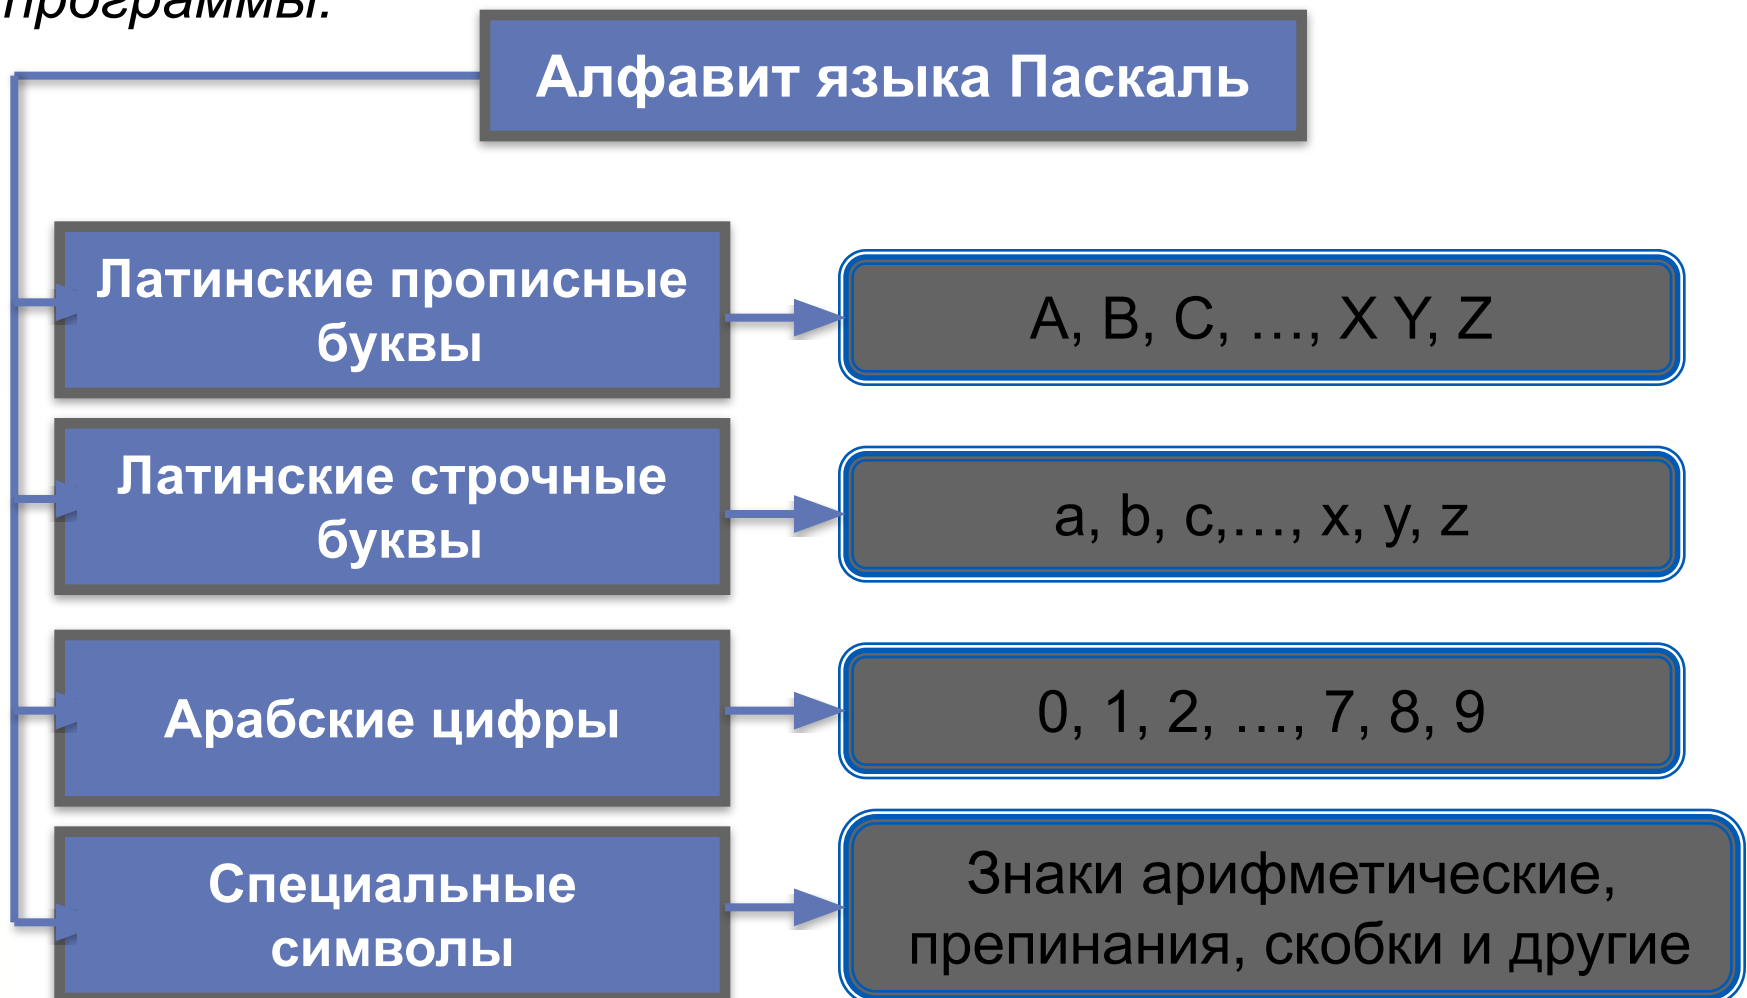 программы.
Алфавит языка Паскаль
Латинские прописные
буквы
A, B, C, …, X Y, Z
Латинские строчные
буквы
a, b, c,…, x, y, z
Арабские цифры
0, 1, 2, …, 7, 8, 9
Специальные
символы
Знаки арифметические,
препинания, скобки и другие